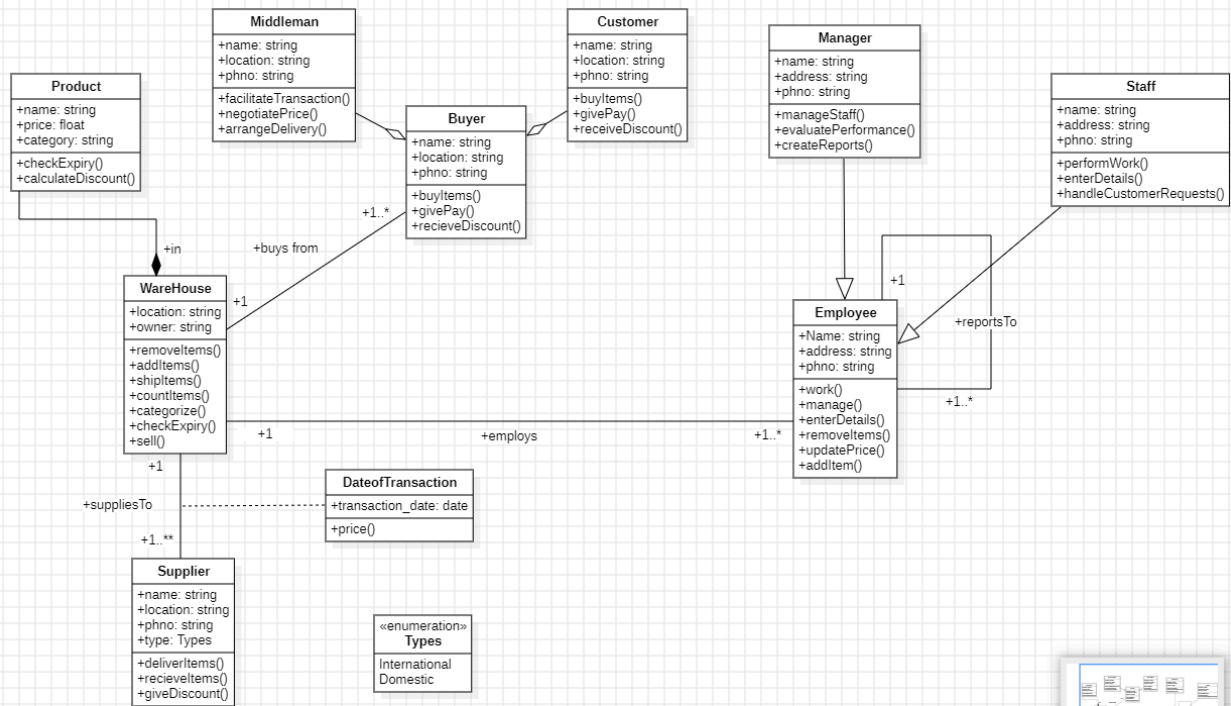 Middleman
+name: string
+location: string
+phno: string
+facilitateTransaction()
+negotiatePrice()
+arrangeDelivery()
Customer
+name: string
+location: string
+phno: string
+buyItems()
+givePay()
+receiveDiscount()
Manager
+name: string
+address: string
+phno: string
+manageStaff()
+evaluatePerformance()
+createReports()
Product
+name: string
+price: float
+category: string
+checkExpiry()
+calculateDiscount()
Staff
+name: string
+address: string
+phno: string
+performWork()
+enterDetails()
+handleCustomerRequests()
Buyer
+name: string
+location: string
+phno: string
+buyItems()
+givePay()
+recieveDiscount()
+1..*
+buys from
+1
+in
WareHouse
+location: string
+owner: string
+removeItems()
+addItems()
+shipItems()
+countItems()
+categorize()
+checkExpiry()
+sell()
+1
+reportsTo
+1..*
Employee
+Name: string
+address: string
+phno: string
+work()
+manage()
+enterDetails()
+removeItems()
+updatePrice()
+addItem()
+1
+employs
+1..*
+1
+suppliesTo
+1..**
DateofTransaction
+transaction_date: date
+price()
Supplier
+name: string
+location: string
+phno: string
+type: Types
+deliverItems()
+recieveItems()
+giveDiscount()
«enumeration»
Types
International
Domestic